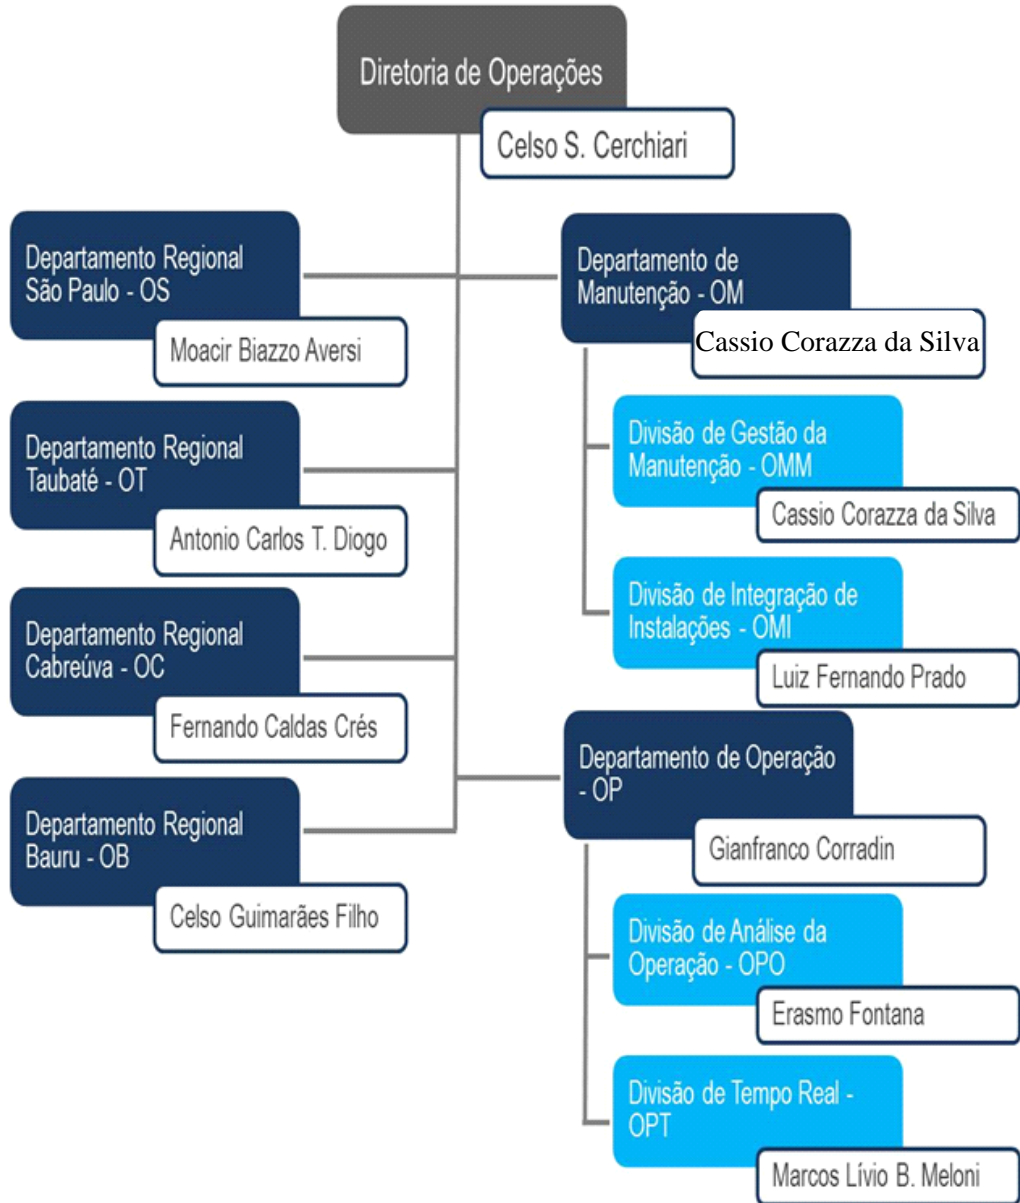 Diretoria de Operações
Celso S. Cerchiari
Departamento Regional
São Paulo - OS
Moacir Biazzo Aversi
Departamento Regional
Taubaté - OT
Antonio Carlos T. Diogo
Departamento Regional
Cabreúva - OC
Fernando Caldas Crés
Departamento Regional
Bauru - OB
Celso Guimarães Filho
Departamento de
Manutenção - OM
Cassio Corazza da Silva
Divisão de Gestão da
Manutenção - OMM
Cassio Corazza da Silva
Divisão de Integração de
Instalações - OMI
Luiz Fernando Prado
Departamento de Operação
- OP
Gianfranco Corradin
Divisão de Análise da
Operação - OPO
Erasmo Fontana
Divisão de Tempo Real -
OPT
Marcos Lívio B. Meloni